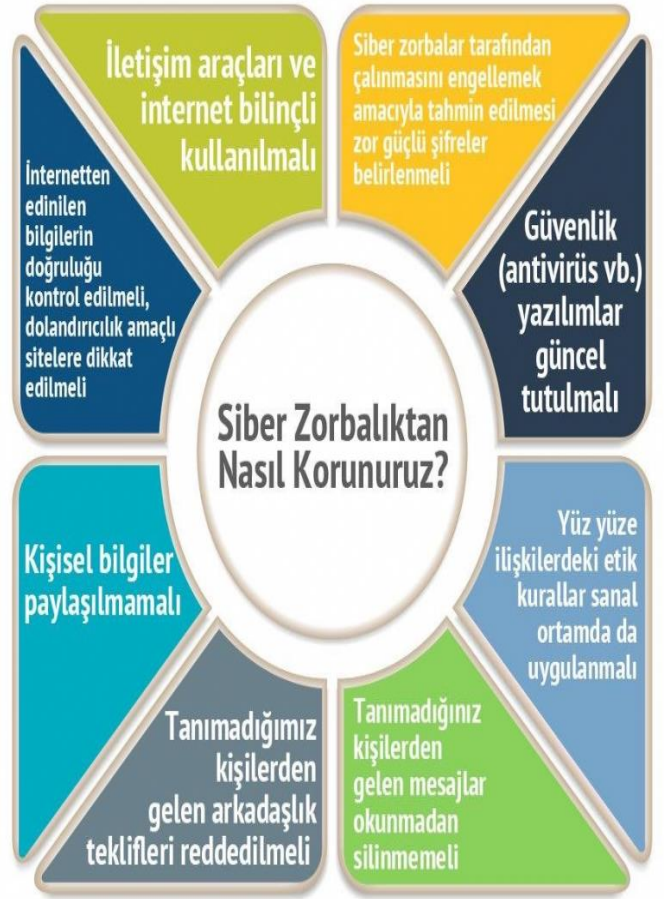 İletişim araçları ve
internet bilinçli
kullanılmalı
Siber zorbalar tarafından
çalınmasını engellemek
amacıyla tahmin edilmesi
zor güçlü şifreler
belirlenmeli
Güvenlik
(antivirüs vb.)
yazılımlar
güncel
tutulmalı
Yüz yüze
ilişkilerdeki etik
kurallar sanal
ortamda da
uygulanmalı
Tanımadığınız
kişilerden
gelen mesajlar
okunmadan
silinmemeli
Tanımadığımız
kişilerden
gelen arkadaşlık
teklifleri reddedilmeli
Kişisel bilgiler
paylaşılmamalı
İnternetten
edinilen
bilgilerin
doğruluğu
kontrol edilmeli,
dolandırıcılık amaçlı
sitelere dikkat
edilmeli
Siber Zorbalıktan
Nasıl Korunuruz?